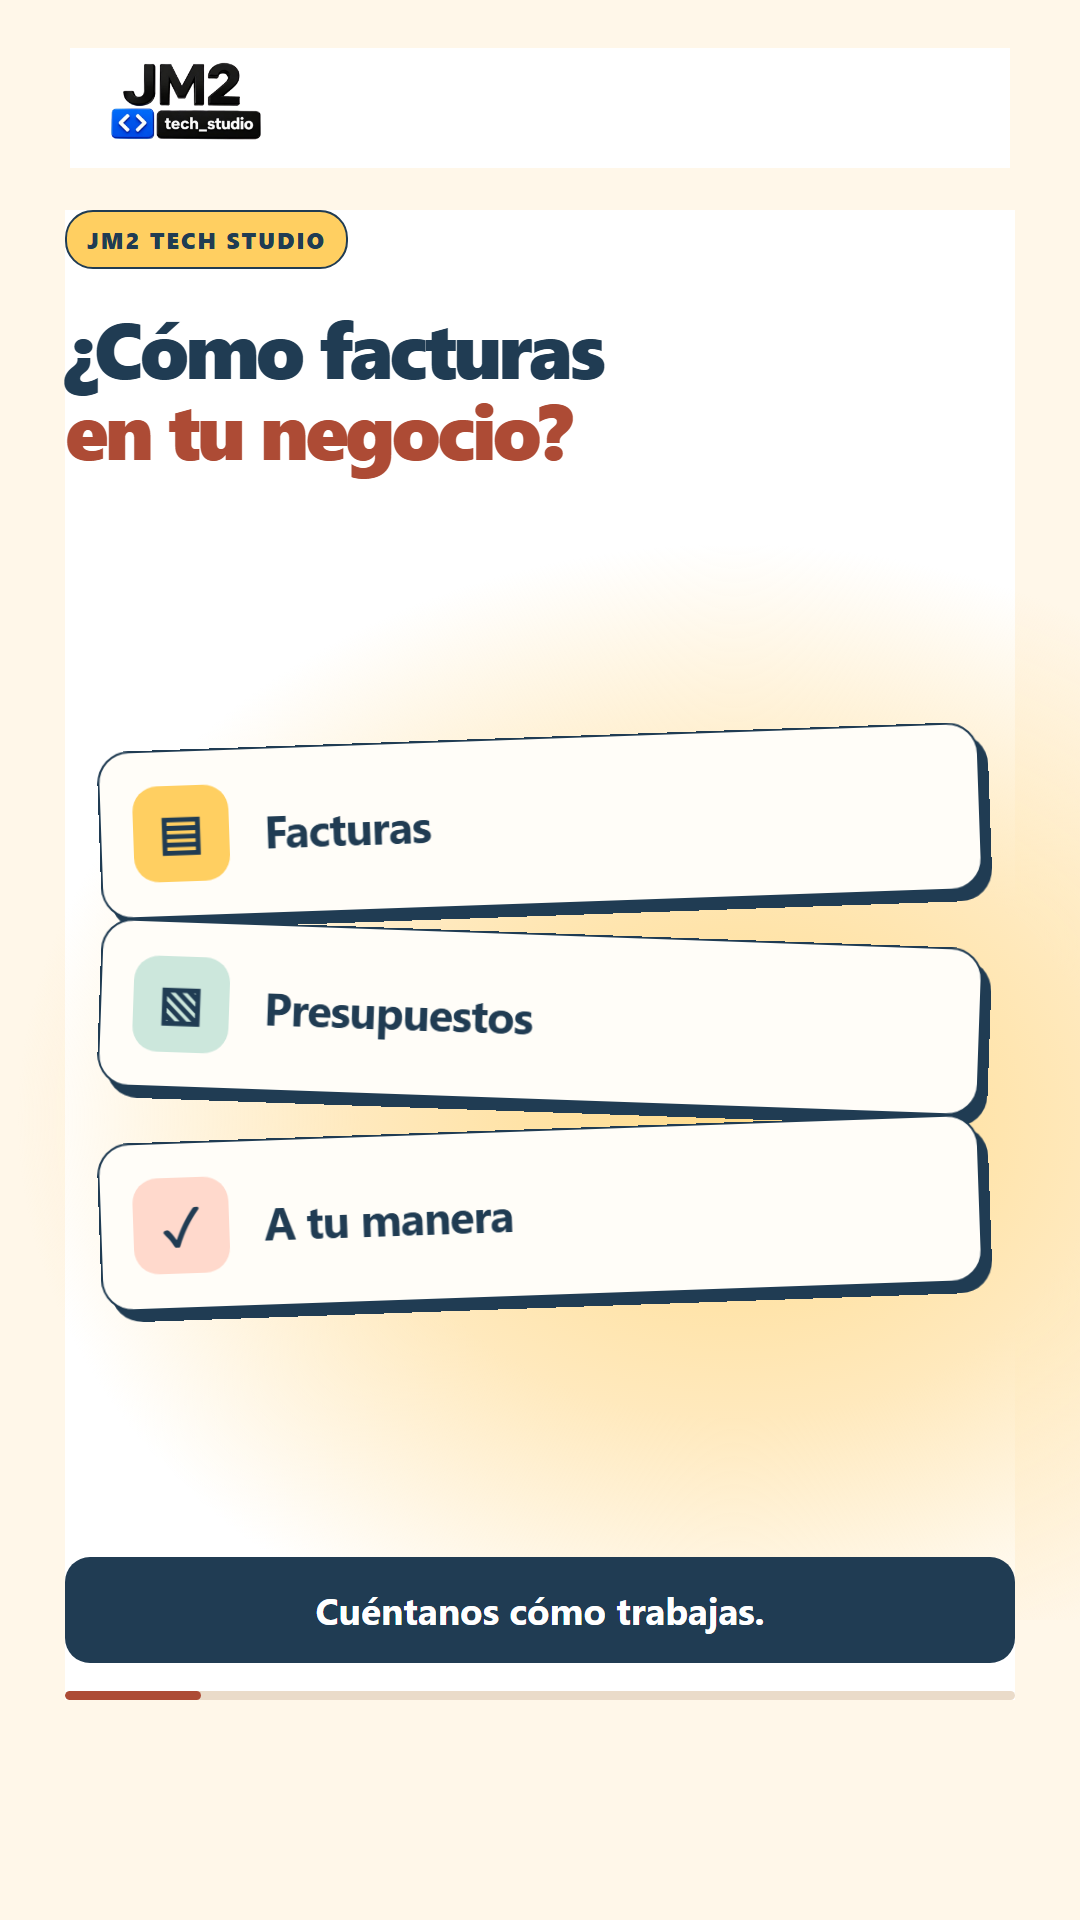 JM2
tech_studio
JM2 TECH STUDIO
¿Cómo facturas
en tu negocio?
Facturas
Presupuestos
A tu manera
Cuéntanos cómo trabajas.